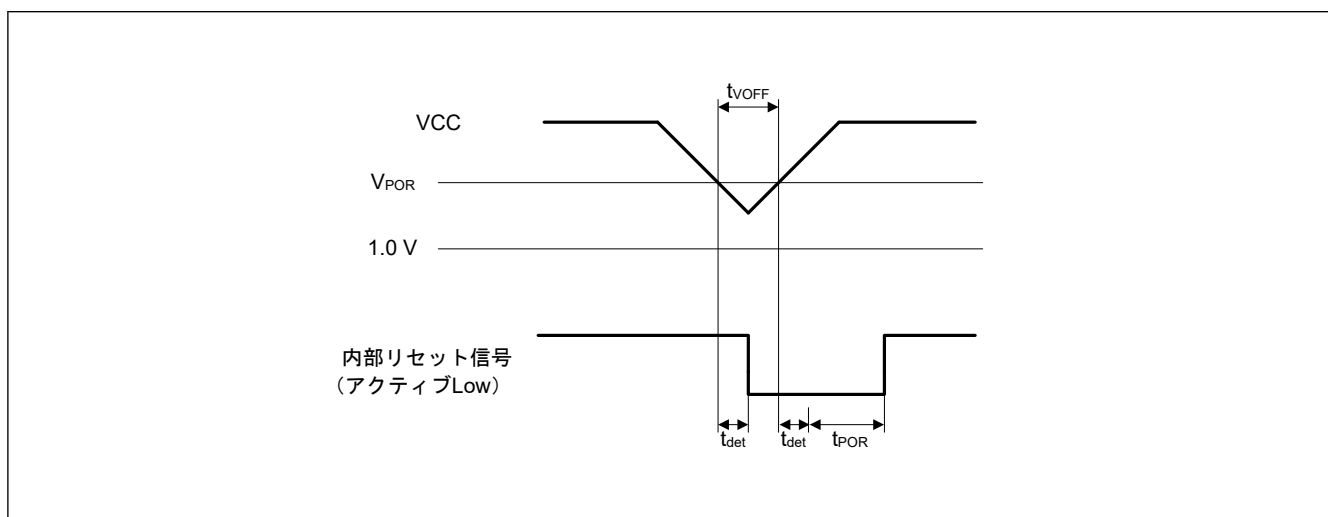 tVOFF
VCC
VPOR
1.0 V
内部リセット信号
（アクティブLow）
tdet
tdet
tPOR